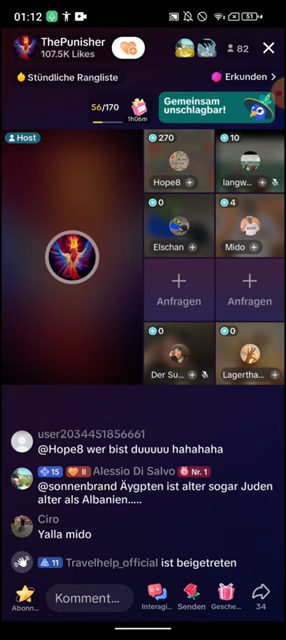 01:12
51
ThePunisher
107.5K Likes
82
Stündliche Rangliste
Erkunden
56/170
1h06m
Gemeinsam
unschlagbar!
Host
270
10
Hope8
langw...
0
4
Elschan
Mido
Anfragen
Anfragen
0
0
Der Su...
Lagertha...
user2034451856661
@Hope8 wer bist duuuuu hahahaha
15 II Alessio Di Salvo Nr. 1
@sonnenbrand Äygpten ist alter sogar Juden
alter als Albanien.....
Ciro
Yalla mido
11 Travelhelp_official ist beigetreten
Abonn...
Komment...
Interagi...
Senden
Gesche...
34